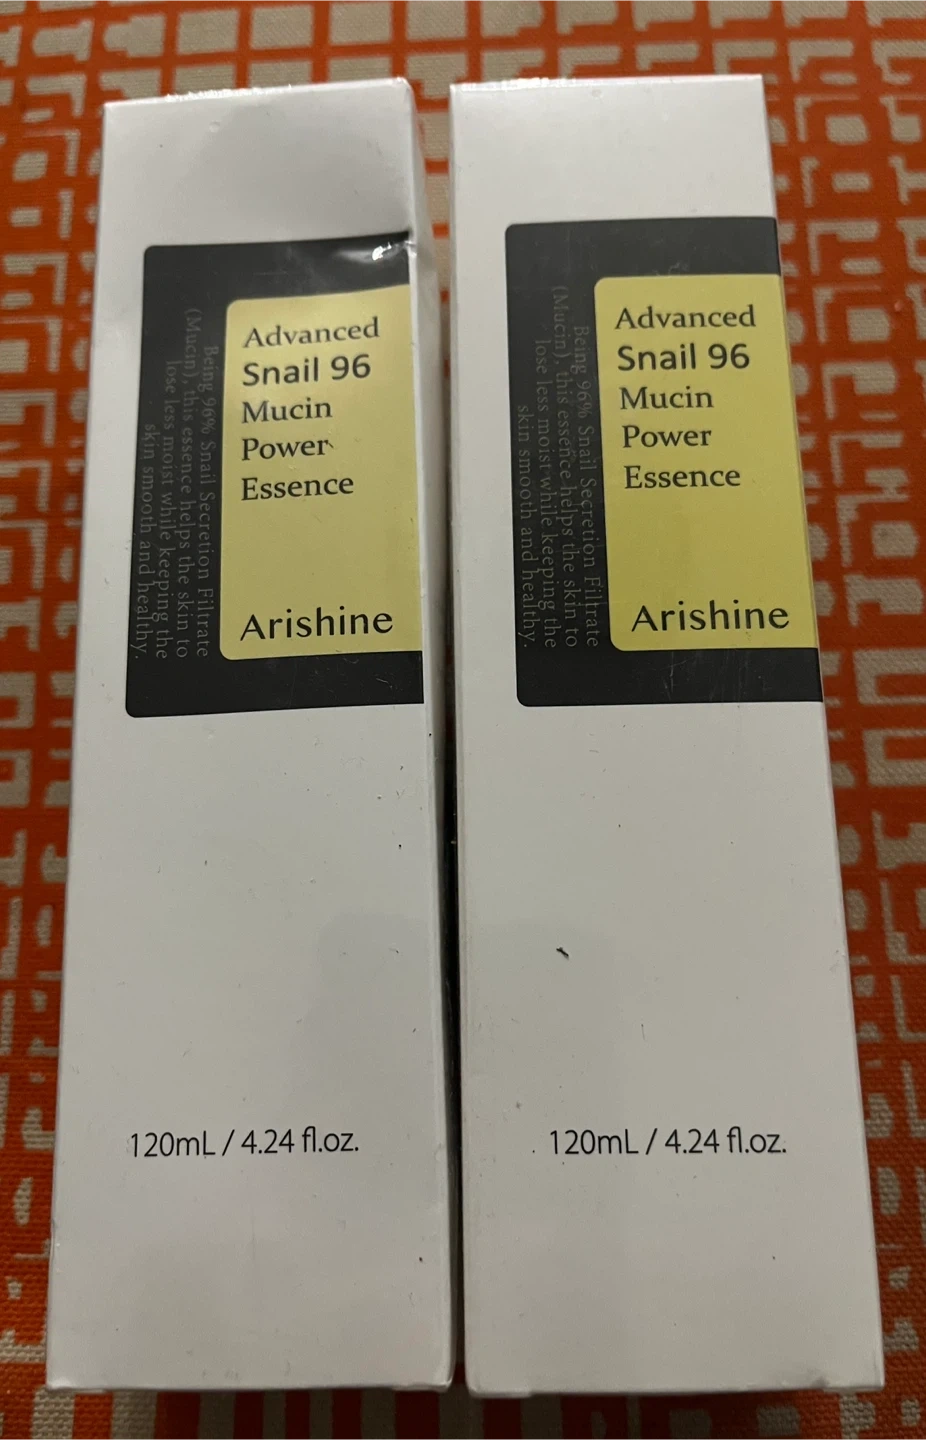 Advanced
Snail 96
Mucin
Power
Essence
Arishine
Being 96% Snail Secretion Filtrate
(Mucin), this essence helps the skin to
lose less moist while keeping the
skin smooth and healthy.
120mL / 4.24 fl.oz.
Advanced
Snail 96
Mucin
Power
Essence
Arishine
Being 96% Snail Secretion Filtrate
(Mucin), this essence helps the skin to
lose less moist while keeping the
skin smooth and healthy.
120mL / 4.24 fl.oz.